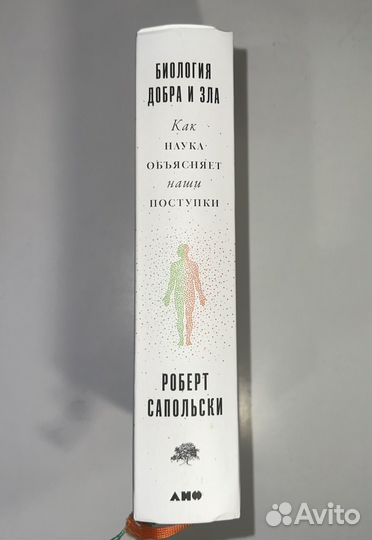 БИОЛОГИЯ
ДОБРА И ЗЛА
Как
НАУКА
ОБЪЯСНЯЕТ
наши
ПОСТУПКИ
РОБЕРТ
САПОЛЬСКИ
АНФ
Avito